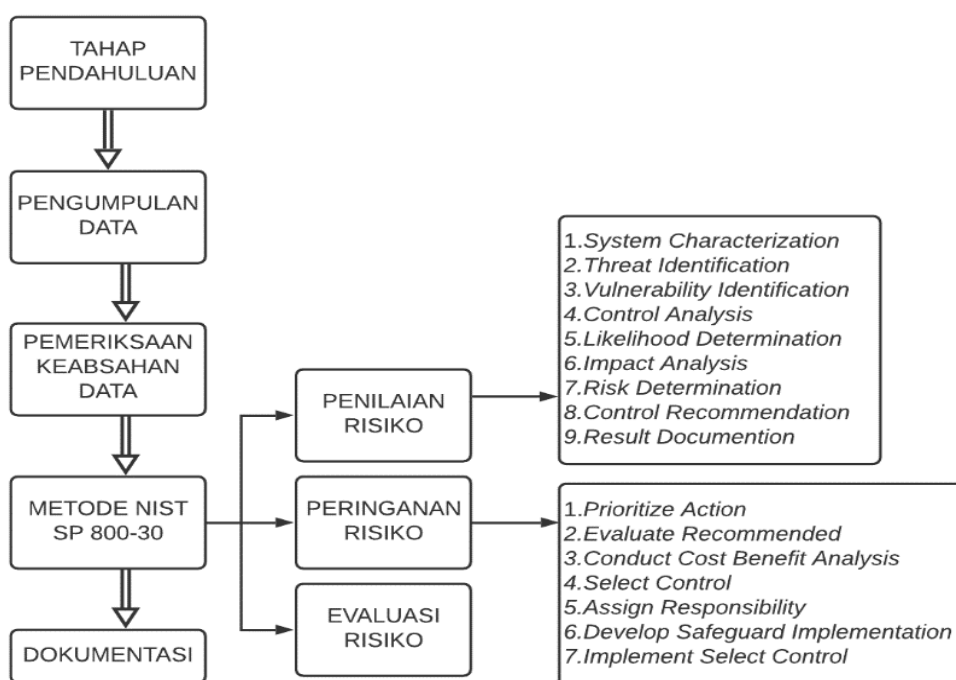 TAHAP
PENDAHULUAN
PENGUMPULAN
DATA
PEMERIKSAAN
KEABSAHAN
DATA
METODE NIST
SP 800-30
DOKUMENTASI
PENILAIAN
RISIKO
PERINGANAN
RISIKO
EVALUASI
RISIKO
1.System Characterization
2.Threat Identification
3.Vulnerability Identification
4.Control Analysis
5.Likelihood Determination
6.Impact Analysis
7.Risk Determination
8.Control Recommendation
9.Result Documention
1.Prioritize Action
2.Evaluate Recommended
3.Conduct Cost Benefit Analysis
4.Select Control
5.Assign Responsibility
6.Develop Safeguard Implementation
7.Implement Select Control